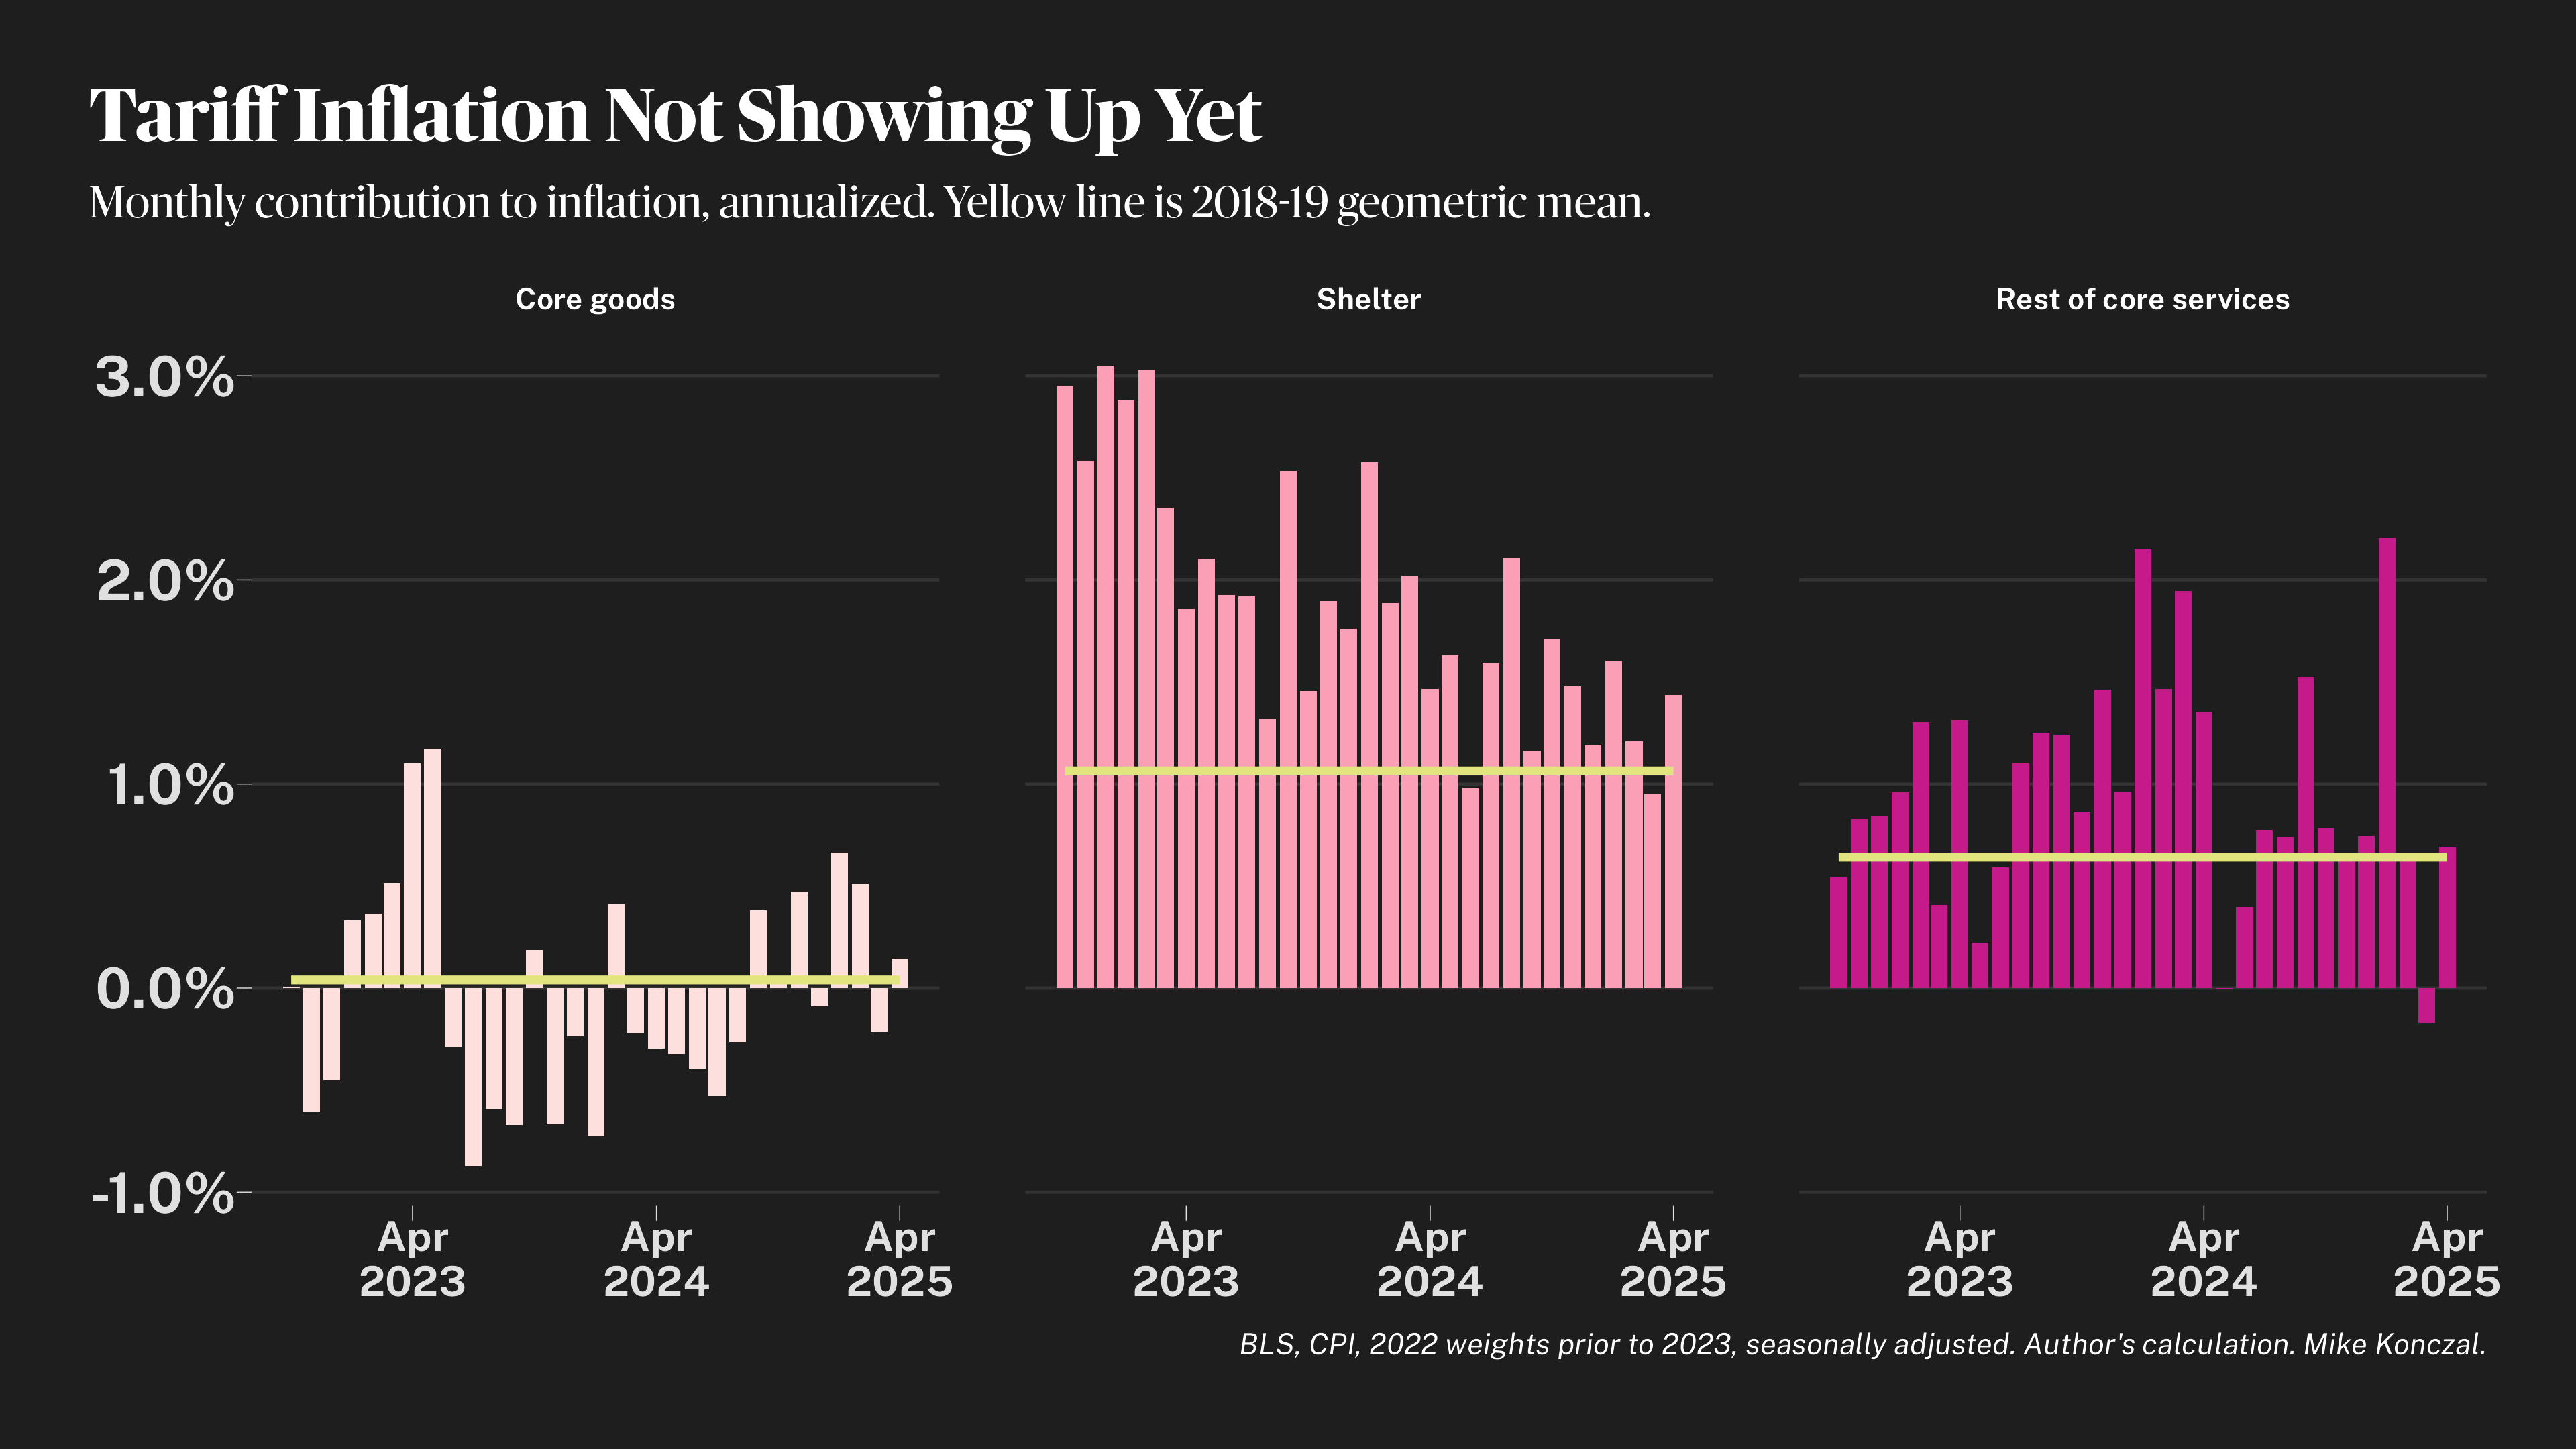 Tariff Inflation Not Showing Up Yet
Monthly contribution to inflation, annualized. Yellow line is 2018-19 geometric mean.
Core goods
Shelter
Rest of core services
3.0%
2.0%
1.0%
0.0%
-1.0%
Apr
2023
Apr
2024
Apr
2025
Apr
2023
Apr
2024
Apr
2025
Apr
2023
Apr
2024
Apr
2025
BLS, CPI, 2022 weights prior to 2023, seasonally adjusted. Author's calculation. Mike Konczal.